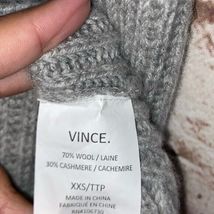 VINCE.
70% WOOL / LAINE
30% CASHMERE / CACHEMIRE
XXS/TTP
MADE IN CHINA
FABRIQUÉ EN CHINE